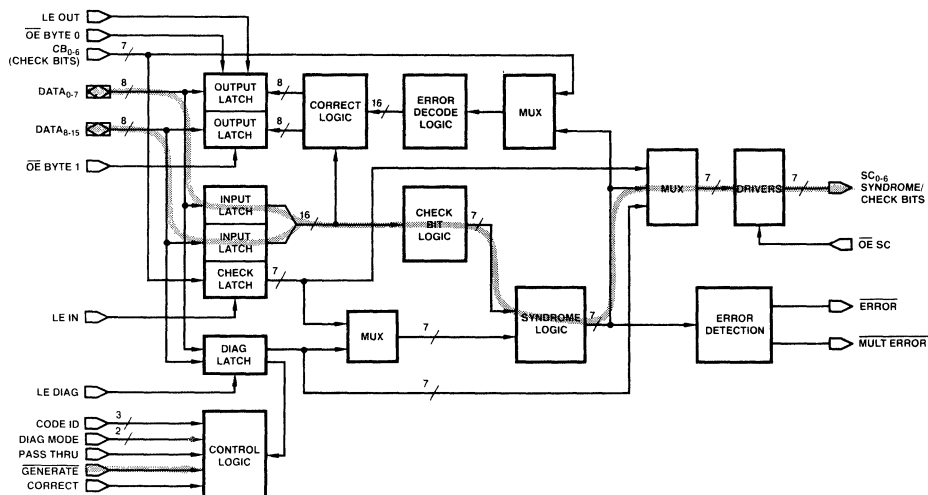 LE OUT
OE BYTE 0
CB0-6
(CHECK BITS)
7
DATA0-7
8
DATA8-15
8
OE BYTE 1
OUTPUT
LATCH
OUTPUT
LATCH
8
8
CORRECT
LOGIC
16
ERROR
DECODE
LOGIC
MUX
INPUT
LATCH
INPUT
LATCH
CHECK
LATCH
16
7
CHECK
BIT
LOGIC
7
MUX
7
DRIVERS
7
SC0-6
SYNDROME/
CHECK BITS
OE SC
LE IN
MUX
7
SYNDROME
LOGIC
7
ERROR
DETECTION
ERROR
MULT ERROR
DIAG
LATCH
7
LE DIAG
CODE ID
3
DIAG MODE
2
PASS THRU
GENERATE
CORRECT
CONTROL
LOGIC